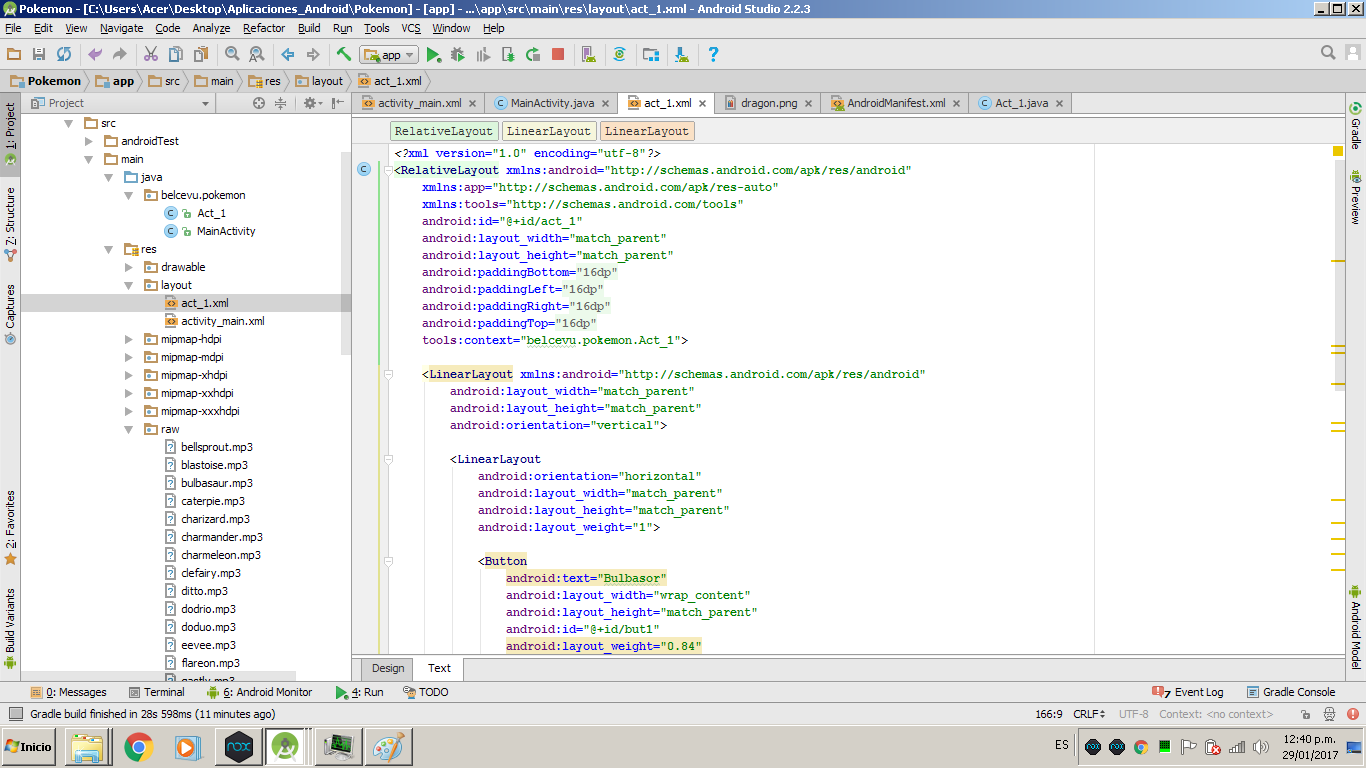 Pokemon - [C:\Users\Acer\Desktop\Aplicaciones_Android\Pokemon] - [app] - ...\app\src\main\res\layout\act_1.xml - Android Studio 2.2.3
File Edit View Navigate Code Analyze Refactor Build Run Tools VCS Window Help
app
Pokemon app src main res layout act_1.xml
Project
activity_main.xml MainActivity.java act_1.xml dragon.png AndroidManifest.xml Act_1.java
1: Project
7: Structure
Captures
2: Favorites
Build Variants
src
androidTest
main
java
belcevu.pokemon
Act_1
MainActivity
res
drawable
layout
act_1.xml
activity_main.xml
mipmap-hdpi
mipmap-mdpi
mipmap-xhdpi
mipmap-xxhdpi
mipmap-xxxhdpi
raw
bellsprout.mp3
blastoise.mp3
bulbasaur.mp3
caterpie.mp3
charizard.mp3
charmander.mp3
charmeleon.mp3
clefairy.mp3
ditto.mp3
dodrio.mp3
doduo.mp3
eevee.mp3
flareon.mp3
gastly.mp3
RelativeLayout LinearLayout LinearLayout
<?xml version="1.0" encoding="utf-8"?>
<RelativeLayout xmlns:android="http://schemas.android.com/apk/res/android"
xmlns:app="http://schemas.android.com/apk/res-auto"
xmlns:tools="http://schemas.android.com/tools"
android:id="@+id/act_1"
android:layout_width="match_parent"
android:layout_height="match_parent"
android:paddingBottom="16dp"
android:paddingLeft="16dp"
android:paddingRight="16dp"
android:paddingTop="16dp"
tools:context="belcevu.pokemon.Act_1">
<LinearLayout xmlns:android="http://schemas.android.com/apk/res/android"
android:layout_width="match_parent"
android:layout_height="match_parent"
android:orientation="vertical">
<LinearLayout
android:orientation="horizontal"
android:layout_width="match_parent"
android:layout_height="match_parent"
android:layout_weight="1">
<Button
android:text="Bulbasor"
android:layout_width="wrap_content"
android:layout_height="match_parent"
android:id="@+id/but1"
android:layout_weight="0.84"
Gradle
Preview
Android Model
Design Text
0: Messages Terminal 6: Android Monitor 4: Run TODO 7 Event Log Gradle Console
Gradle build finished in 28s 598ms (11 minutes ago) 166:9 CRLF UTF-8 Context: <no context>
Inicio nox ES nox nox 12:40 p.m.
29/01/2017